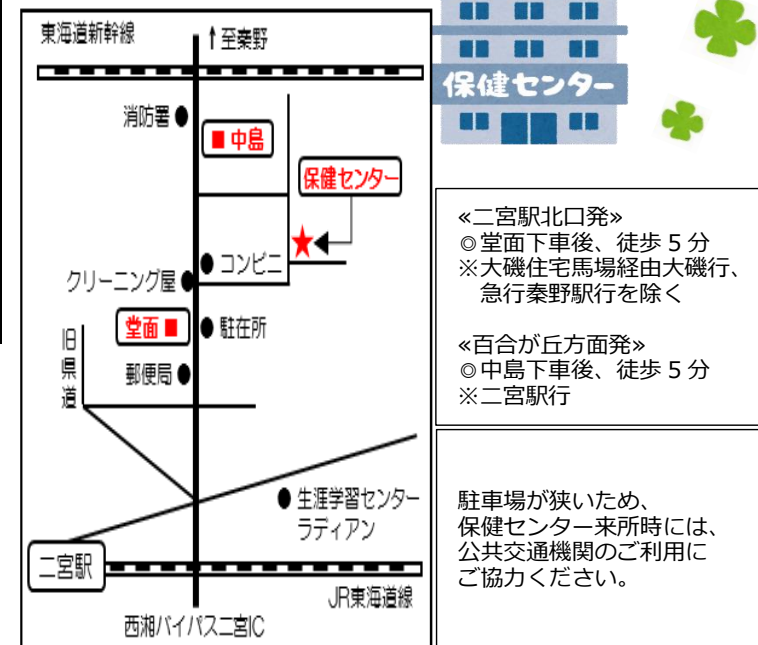 東海道新幹線
↑至秦野
保健センター
消防署●
■中島
保健センター
★
●コンビニ
クリーニング屋●
堂面■
●駐在所
旧県道
郵便局●
●生涯学習センター
ラディアン
二宮駅
JR東海道線
西湘バイパス二宮IC
≪二宮駅北口発≫
◎堂面下車後、徒歩5分
※大磯住宅馬場経由大磯行、
急行秦野駅行を除く
≪百合が丘方面発≫
◎中島下車後、徒歩5分
※二宮駅行
駐車場が狭いため、
保健センター来所時には、
公共交通機関のご利用に
ご協力ください。